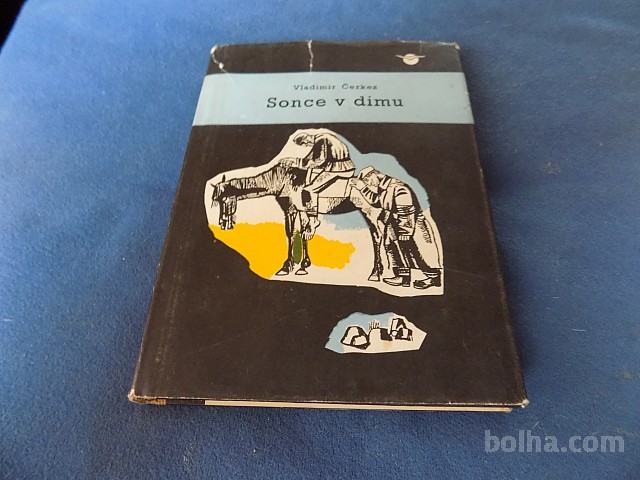 Vladimir Čerkez
Sonce v dimu
bolha.com